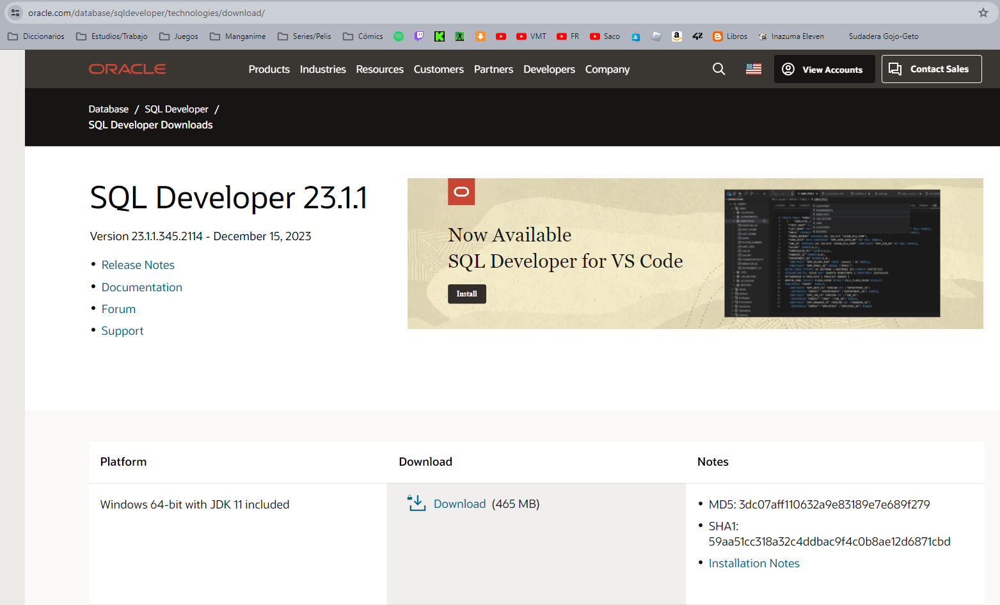 oracle.com/database/sqldeveloper/technologies/download/
Diccionarios Estudios/Trabajo Juegos Manganime Series/Pelis Cómics VMT FR Saco Libros Inazuma Eleven Sudadera Gojo-Geto
ORACLE Products Industries Resources Customers Partners Developers Company View Accounts Contact Sales
Database / SQL Developer /
SQL Developer Downloads
SQL Developer 23.1.1
Version 23.1.1.345.2114 - December 15, 2023
• Release Notes
• Documentation
• Forum
• Support
Now Available
SQL Developer for VS Code
Install
Platform Download Notes
Windows 64-bit with JDK 11 included
Download (465 MB)
• MD5: 3dc07aff110632a9e83189e7e689f279
• SHA1:
59aa51cc318a32c4ddbac9f4c0b8ae12d6871cbd
• Installation Notes